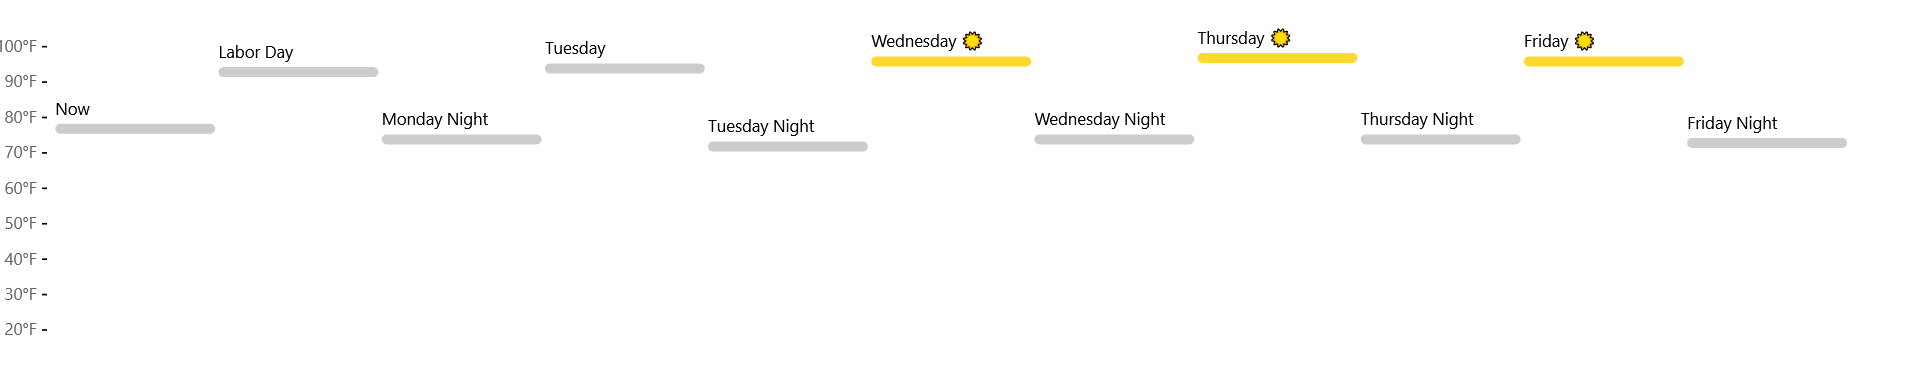 100°F
90°F
80°F
70°F
60°F
50°F
40°F
30°F
20°F
Now
Labor Day
Monday Night
Tuesday
Tuesday Night
Wednesday
Wednesday Night
Thursday
Thursday Night
Friday
Friday Night